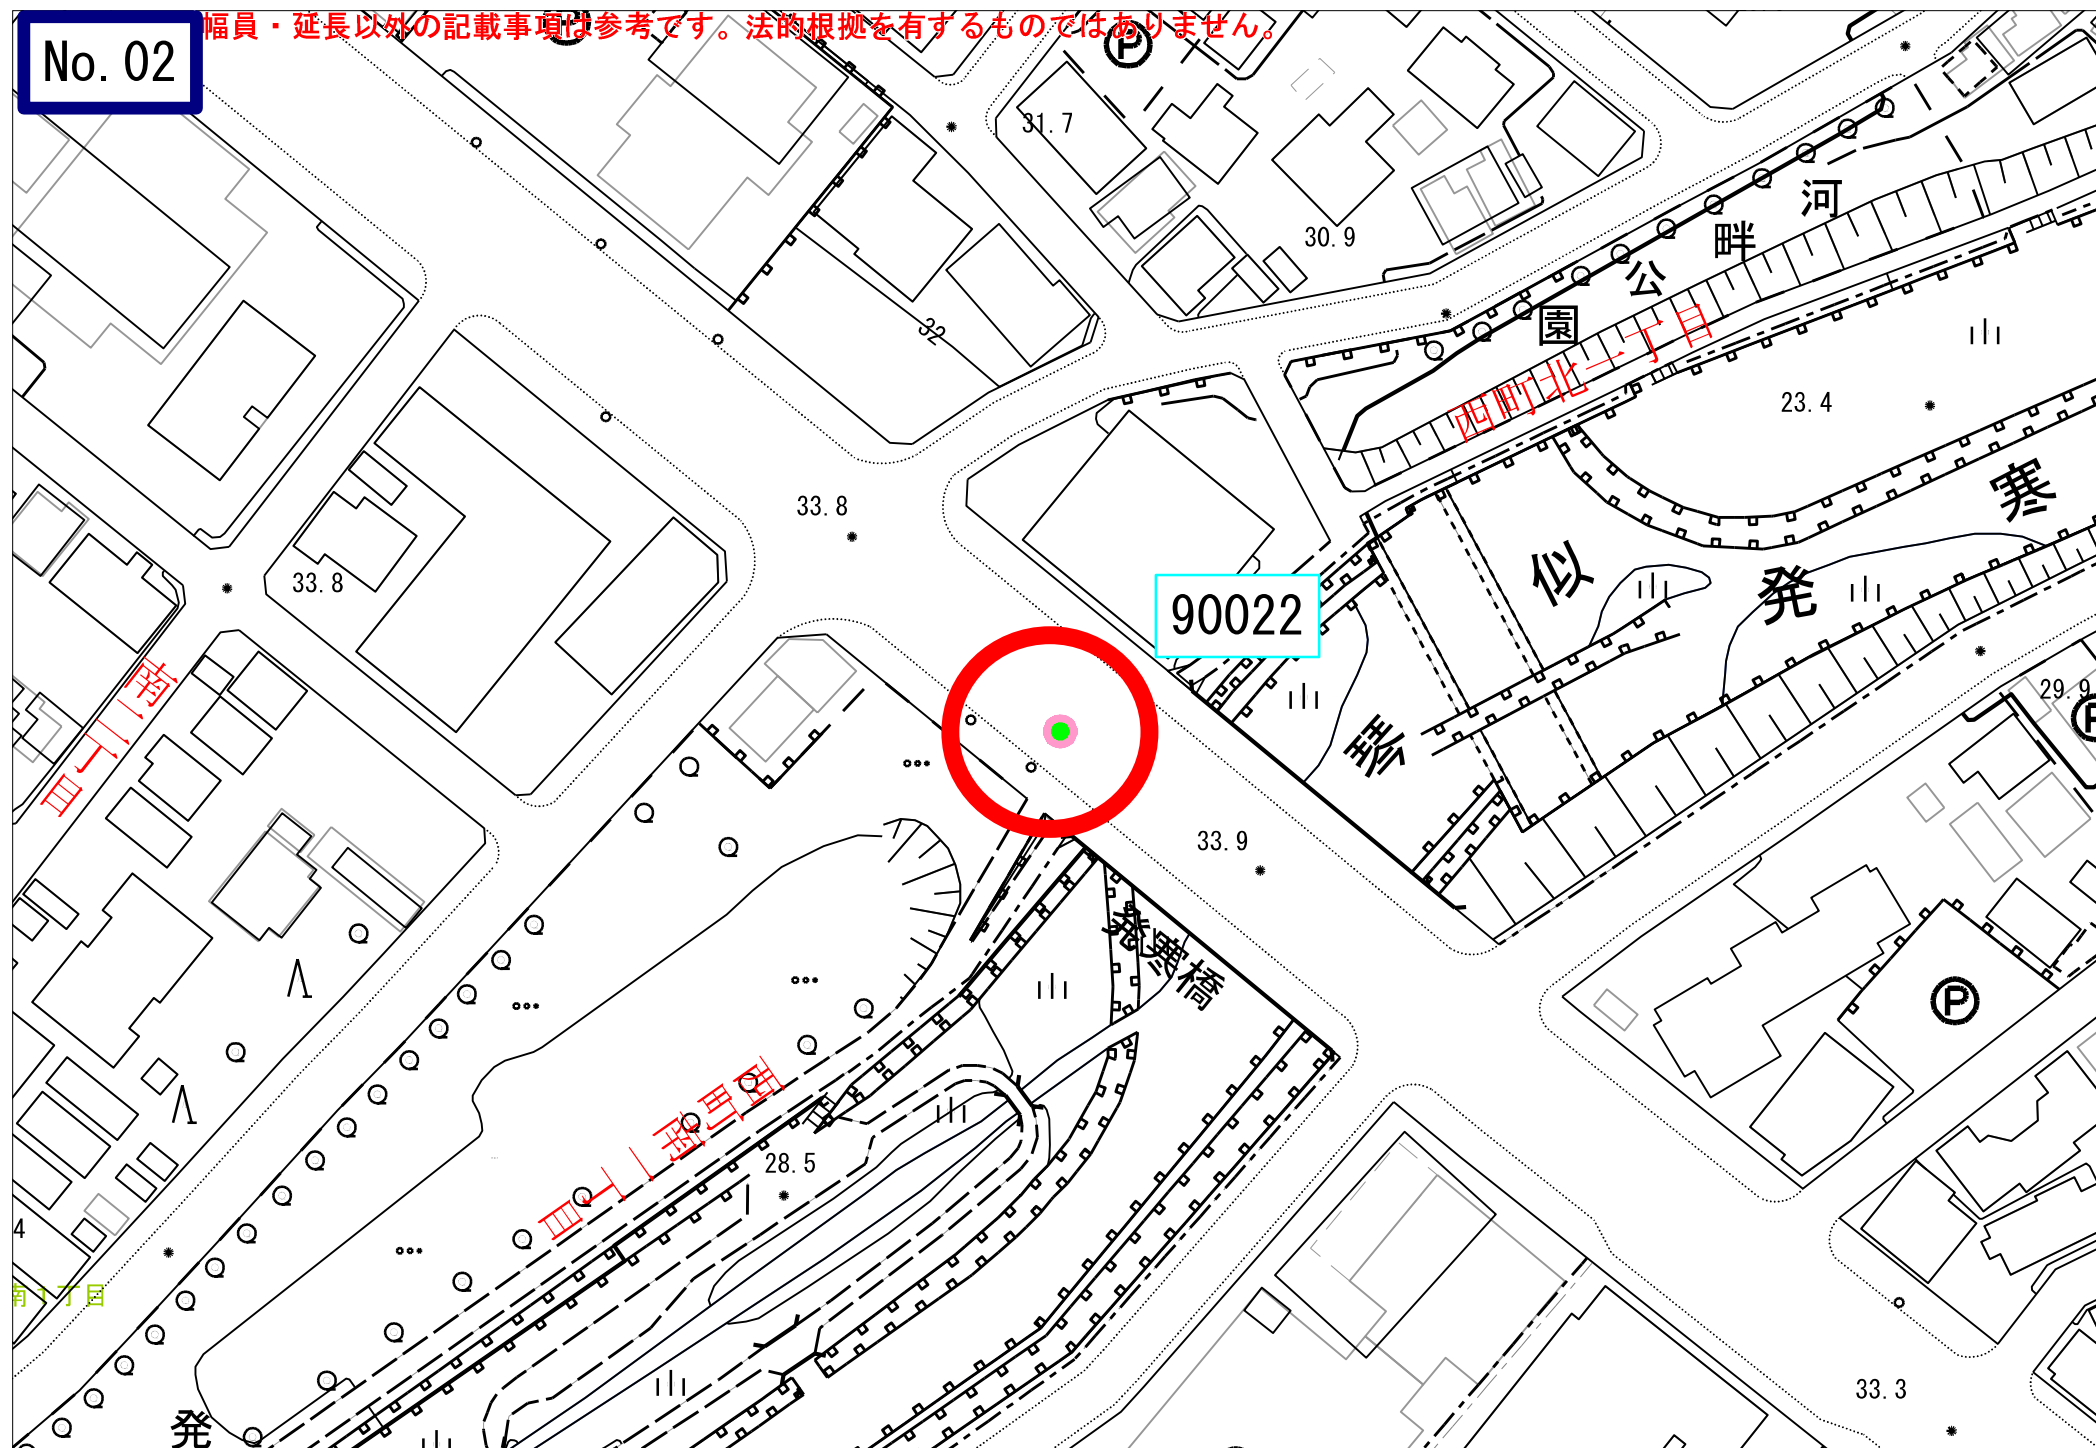 幅員・延長以外の記載事項は参考です。法的根拠を有するものではありません。
No. 02
P
P
31.7
30.9
32
河
畔
公
園
西町北一丁目
23.4
33.8
33.8
寒
似
発
琴
90022
29.9
P
南二丁目
33.9
発寒橋
P
西町南一丁目
28.5
4
南1丁目
発
33.3